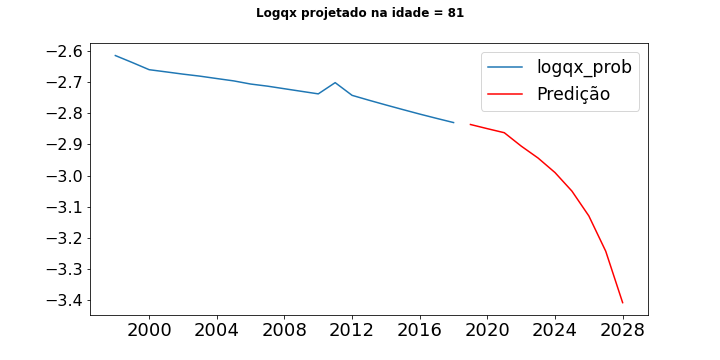 Logqx projetado na idade = 81
−2.6
−2.7
−2.8
−2.9
−3.0
−3.1
−3.2
−3.3
−3.4
logqx_prob
Predição
2000 2004 2008 2012 2016 2020 2024 2028